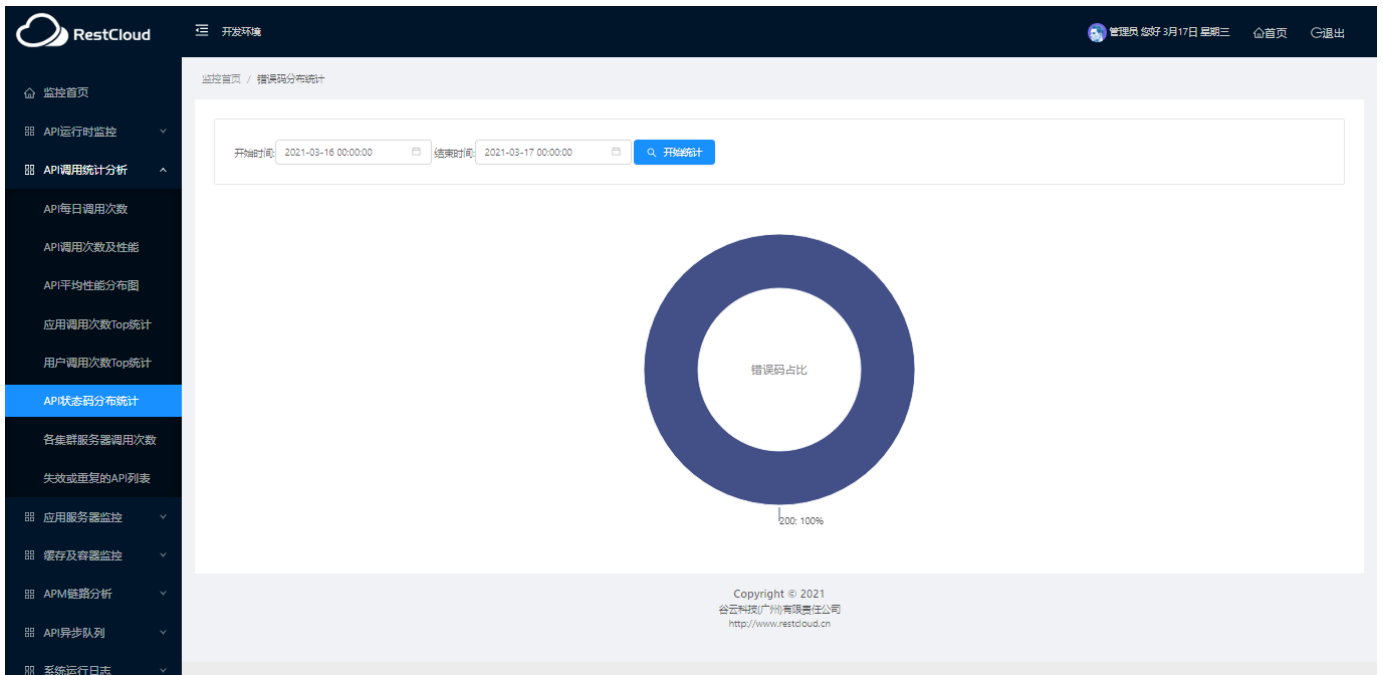 RestCloud
开发环境
管理员 您好 3月17日 星期三
首页
退出
监控首页
API运行时监控
API调用统计分析
API每日调用次数
API调用次数及性能
API平均性能分布图
应用调用次数Top统计
用户调用次数Top统计
API状态码分布统计
各集群服务器调用次数
失效或重复的API列表
应用服务器监控
缓存及容器监控
APM链路分析
API异步队列
系统运行日志
监控首页 / 错误码分布统计
开始时间: 2021-03-16 00:00:00 结束时间: 2021-03-17 00:00:00 开始统计
错误码占比
200: 100%
Copyright © 2021
谷云科技(广州)有限责任公司
http://www.restcloud.cn